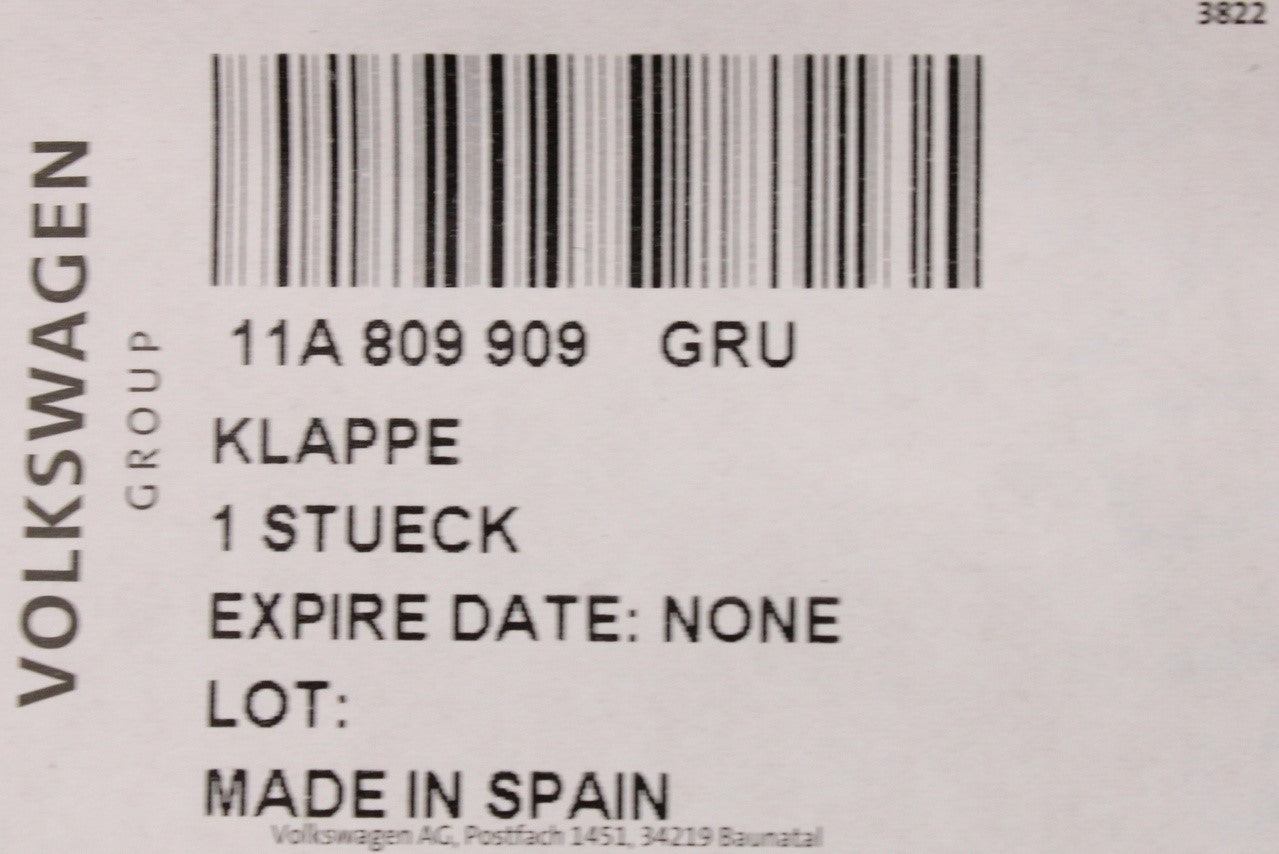 3822
VOLKSWAGEN
GROUP
11A 809 909 GRU
KLAPPE
1 STUECK
EXPIRE DATE: NONE
LOT:
MADE IN SPAIN
Volkswagen AG, Postfach 1451, 34219 Baunatal